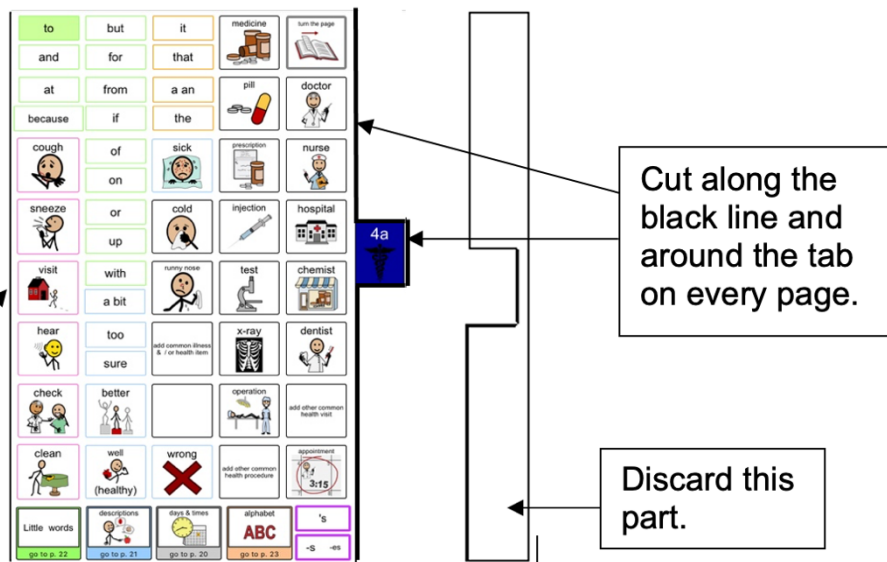 to but it medicine turn the page
and for that
at from a an pill doctor
because if the
cough of sick prescription nurse
on
sneeze or cold injection hospital
up
4a
visit with runny nose test chemist
a bit
hear too add common illness & / or health item x-ray dentist
sure
check better operation add other common health visit
clean well (healthy) wrong add other common health procedure appointment
3:15
Little words descriptions days & times alphabet 's
ABC
go to p. 22 go to p. 21 go to p. 20 go to p. 23 -s -es
Cut along the
black line and
around the tab
on every page.
Discard this
part.